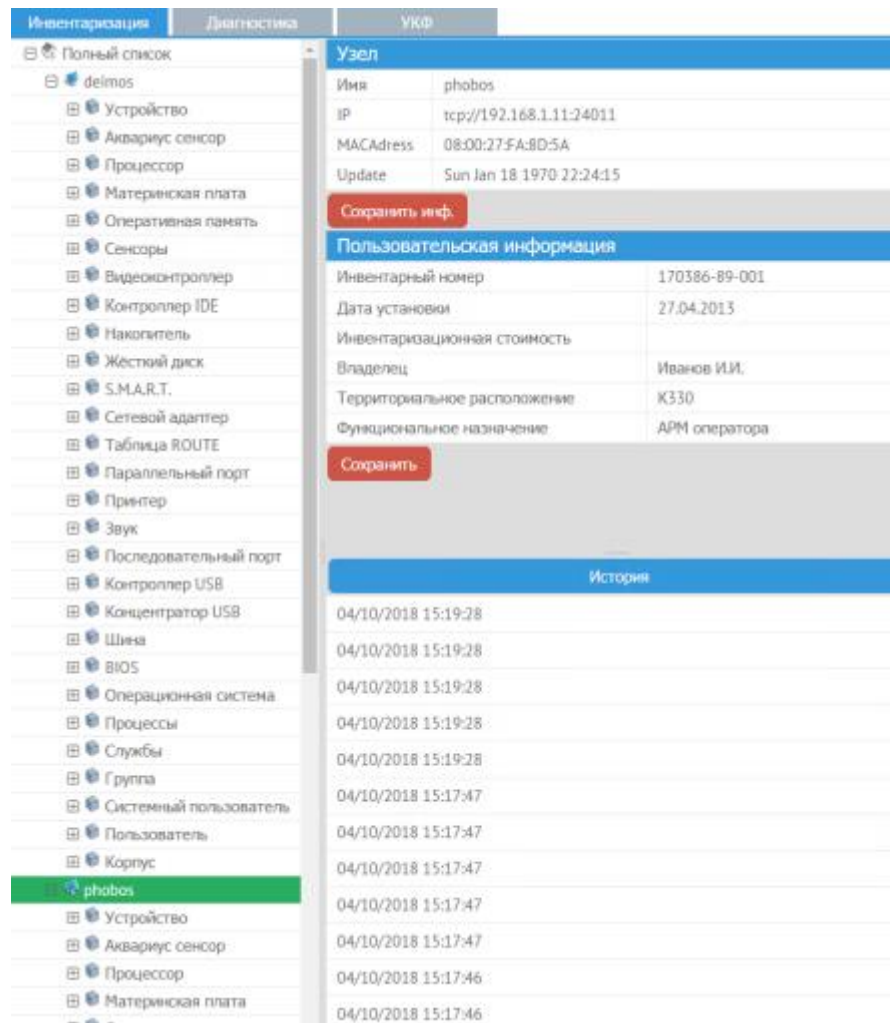 Инвентаризация Диагностика УКФ
Полный список
deimos
Устройство
Аквариус сенсор
Процессор
Материнская плата
Оперативная память
Сенсоры
Видеоконтроллер
Контроллер IDE
Накопитель
Жёсткий диск
S.M.A.R.T.
Сетевой адаптер
Таблица ROUTE
Параллельный порт
Принтер
Звук
Последовательный порт
Контроллер USB
Концентратор USB
Шина
BIOS
Операционная система
Процессы
Службы
Группа
Системный пользователь
Пользователь
Корпус
phobos
Устройство
Аквариус сенсор
Процессор
Материнская плата
Узел
Имя phobos
IP tcp://192.168.1.11:24011
MACAdress 08:00:27:FA:8D:5A
Update Sun Jan 18 1970 22:24:15
Сохранить инф.
Пользовательская информация
Инвентарный номер 170386-89-001
Дата установки 27.04.2013
Инвентаризационная стоимость
Владелец Иванов И.И.
Территориальное расположение К330
Функциональное назначение АРМ оператора
Сохранить
История
04/10/2018 15:19:28
04/10/2018 15:19:28
04/10/2018 15:19:28
04/10/2018 15:19:28
04/10/2018 15:19:28
04/10/2018 15:17:47
04/10/2018 15:17:47
04/10/2018 15:17:47
04/10/2018 15:17:47
04/10/2018 15:17:47
04/10/2018 15:17:46
04/10/2018 15:17:46